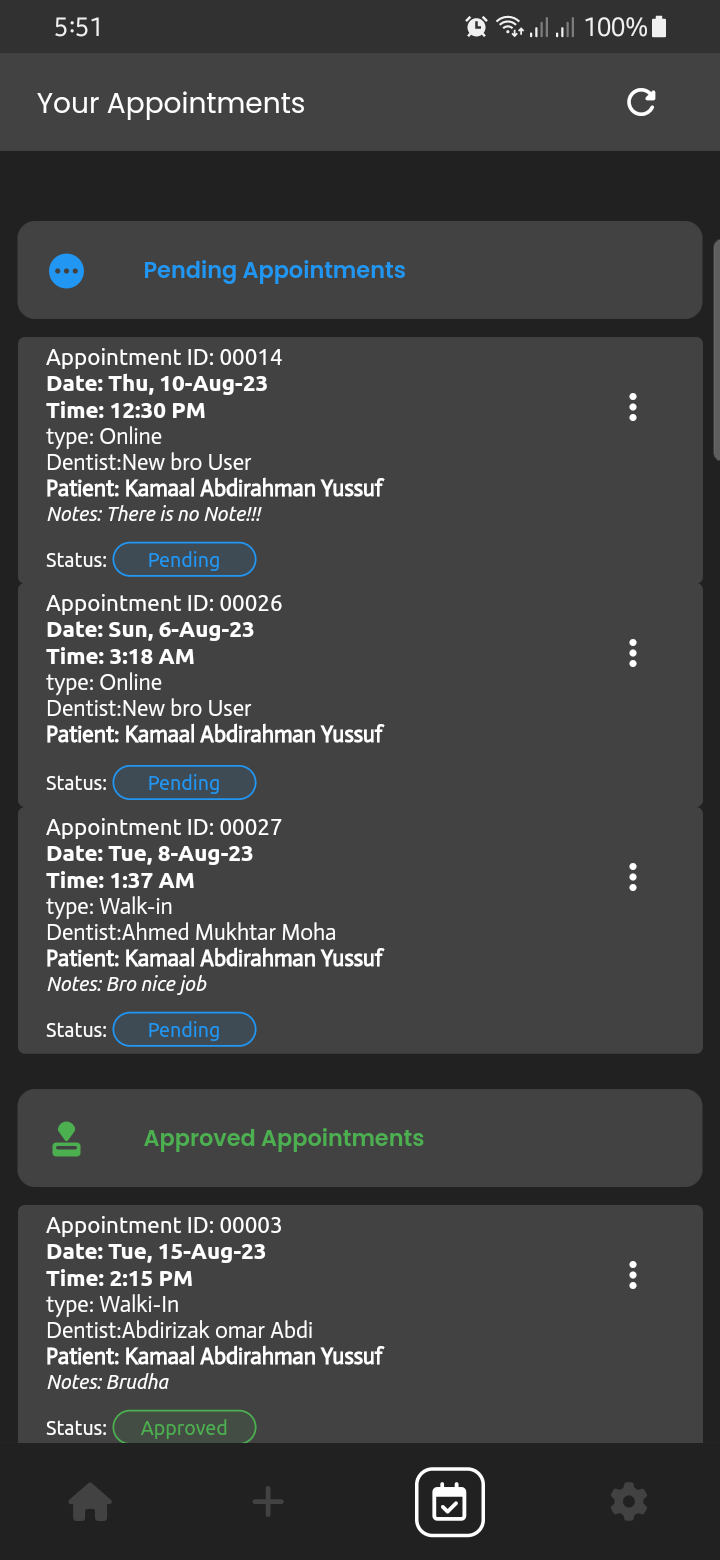 5:51
100%
Your Appointments
Pending Appointments
Appointment ID: 00014
Date: Thu, 10-Aug-23
Time: 12:30 PM
type: Online
Dentist:New bro User
Patient: Kamaal Abdirahman Yussuf
Notes: There is no Note!!!
Status: Pending
Appointment ID: 00026
Date: Sun, 6-Aug-23
Time: 3:18 AM
type: Online
Dentist:New bro User
Patient: Kamaal Abdirahman Yussuf
Status: Pending
Appointment ID: 00027
Date: Tue, 8-Aug-23
Time: 1:37 AM
type: Walk-in
Dentist:Ahmed Mukhtar Moha
Patient: Kamaal Abdirahman Yussuf
Notes: Bro nice job
Status: Pending
Approved Appointments
Appointment ID: 00003
Date: Tue, 15-Aug-23
Time: 2:15 PM
type: Walki-In
Dentist:Abdirizak omar Abdi
Patient: Kamaal Abdirahman Yussuf
Notes: Brudha
Status: Approved